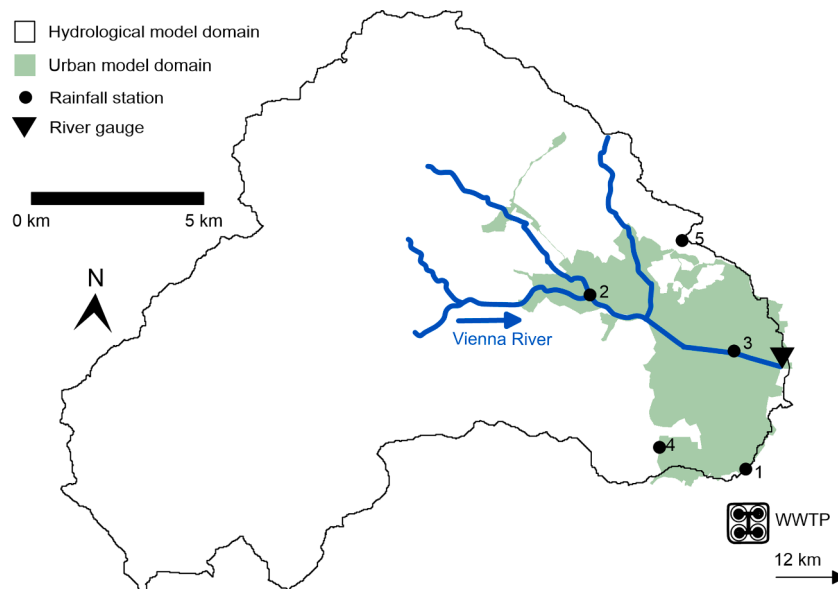 Hydrological model domain
Urban model domain
Rainfall station
River gauge
0 km 5 km
N
5
2
Vienna River
3
4
1
WWTP
12 km